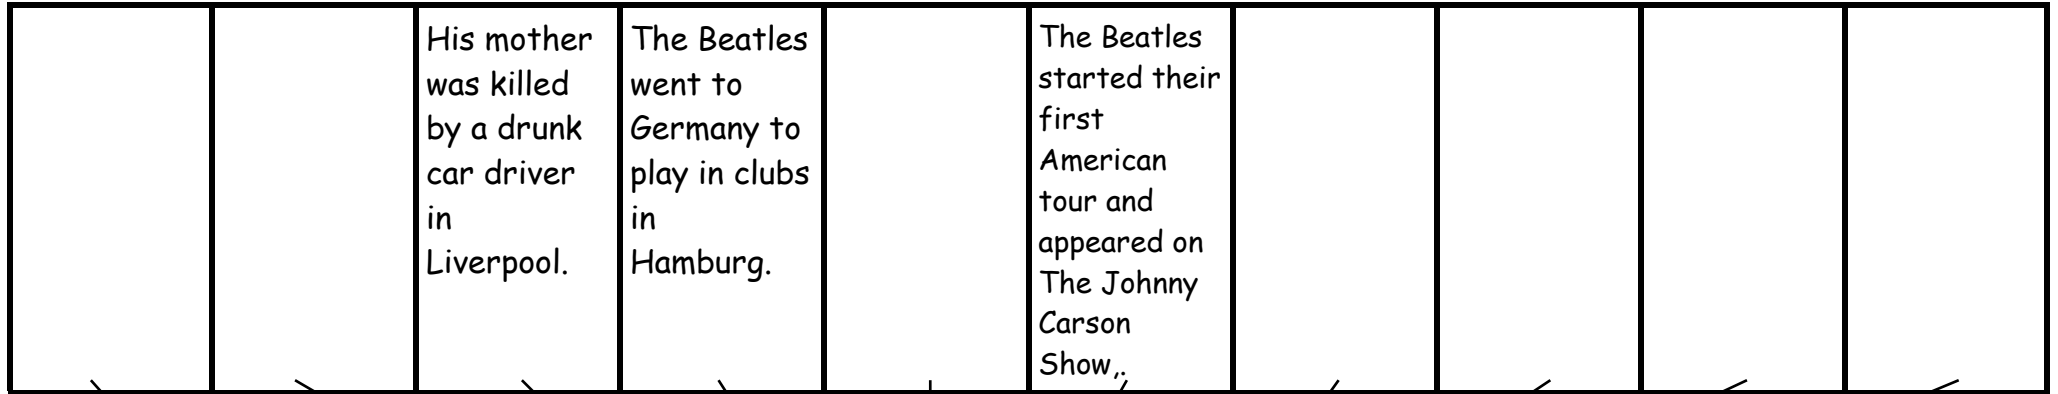 His mother
was killed
by a drunk
car driver
in
Liverpool.
The Beatles
went to
Germany to
play in clubs
in
Hamburg.
The Beatles
started their
first
American
tour and
appeared on
The Johnny
Carson
Show,.